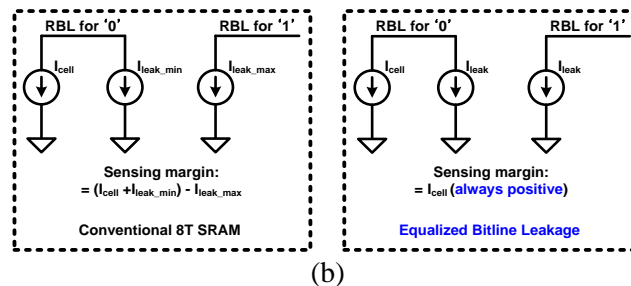 RBL for ‘0’ RBL for ‘1’
Icell Ileak_min Ileak_max
Sensing margin:
= (Icell +Ileak_min) - Ileak_max
Conventional 8T SRAM
RBL for ‘0’ RBL for ‘1’
Icell Ileak Ileak
Sensing margin:
= Icell (always positive)
Equalized Bitline Leakage
(b)